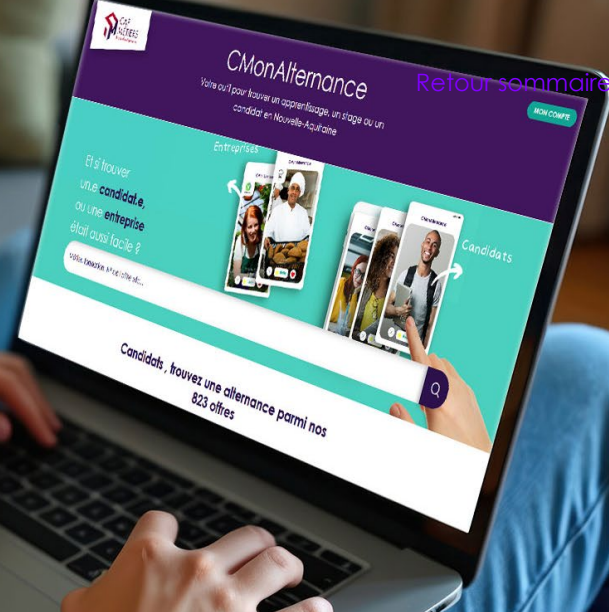 CAP
MÉTIERS
CMonAlternance
Retour sommaire
Votre outil pour trouver un apprentissage, un stage ou un
candidat en Nouvelle-Aquitaine
MON COMPTE
Entreprises
Et si trouver
un.e candidat.e,
ou une entreprise
était aussi facile ?
Candidats
Candidats, trouvez une alternance parmi nos
823 offres